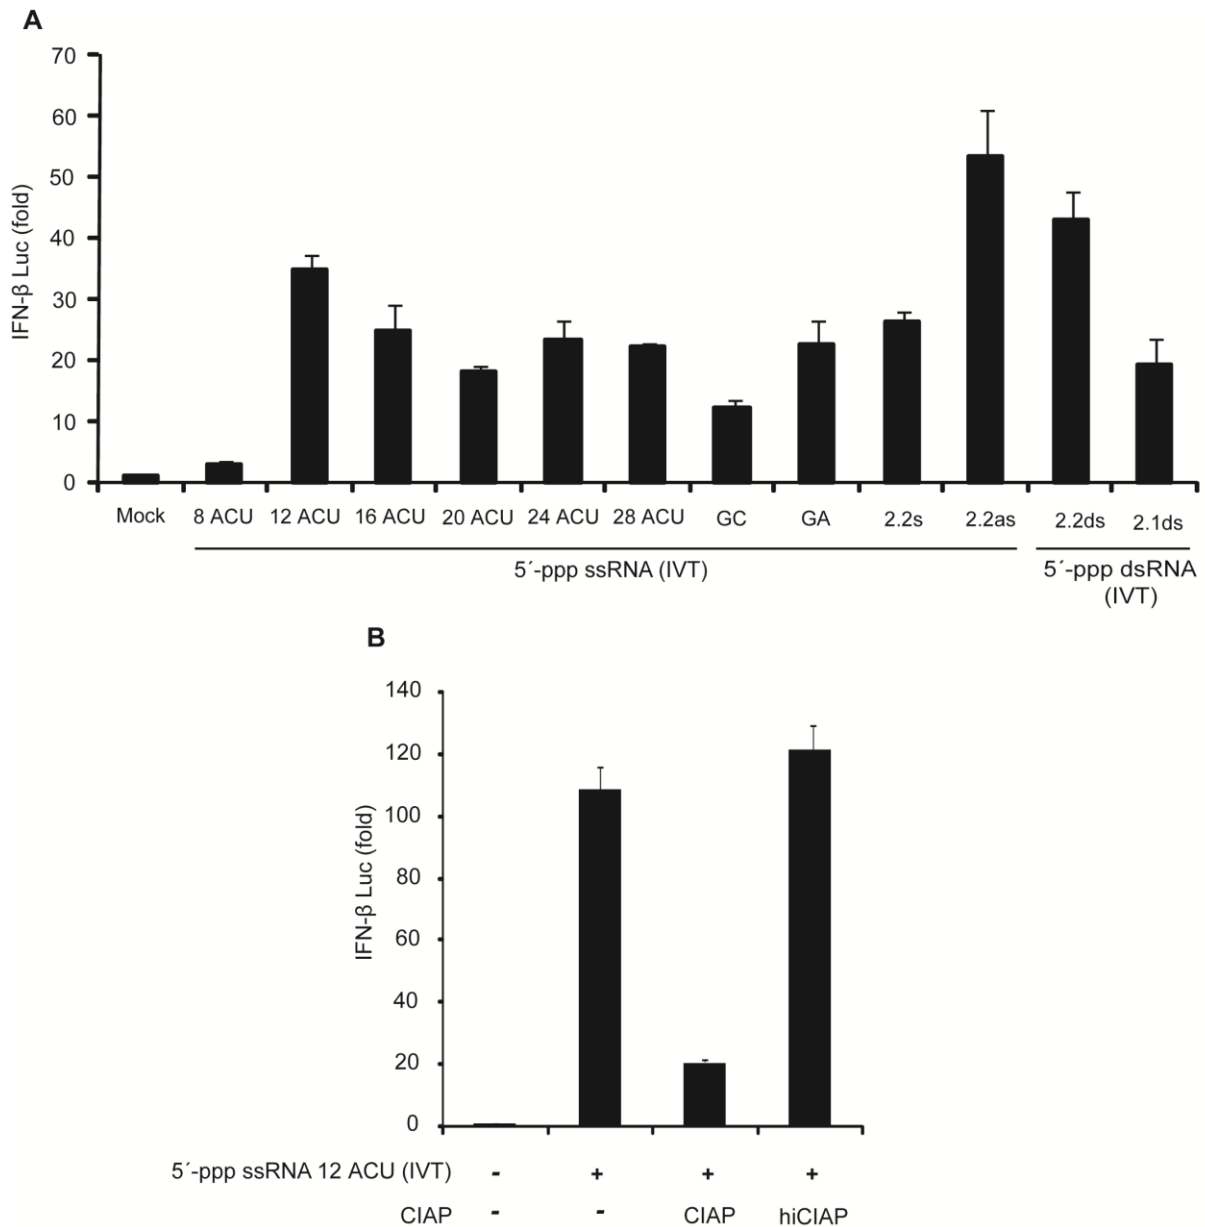 A
70
60
50
40
30
20
10
0
IFN-β Luc (fold)
Mock 8 ACU 12 ACU 16 ACU 20 ACU 24 ACU 28 ACU GC GA 2.2s 2.2as 2.2ds 2.1ds
5´-ppp ssRNA (IVT) 5´-ppp dsRNA
(IVT)
B
140
120
100
80
60
40
20
0
IFN-β Luc (fold)
5´-ppp ssRNA 12 ACU (IVT) - + + +
CIAP - - CIAP hiCIAP